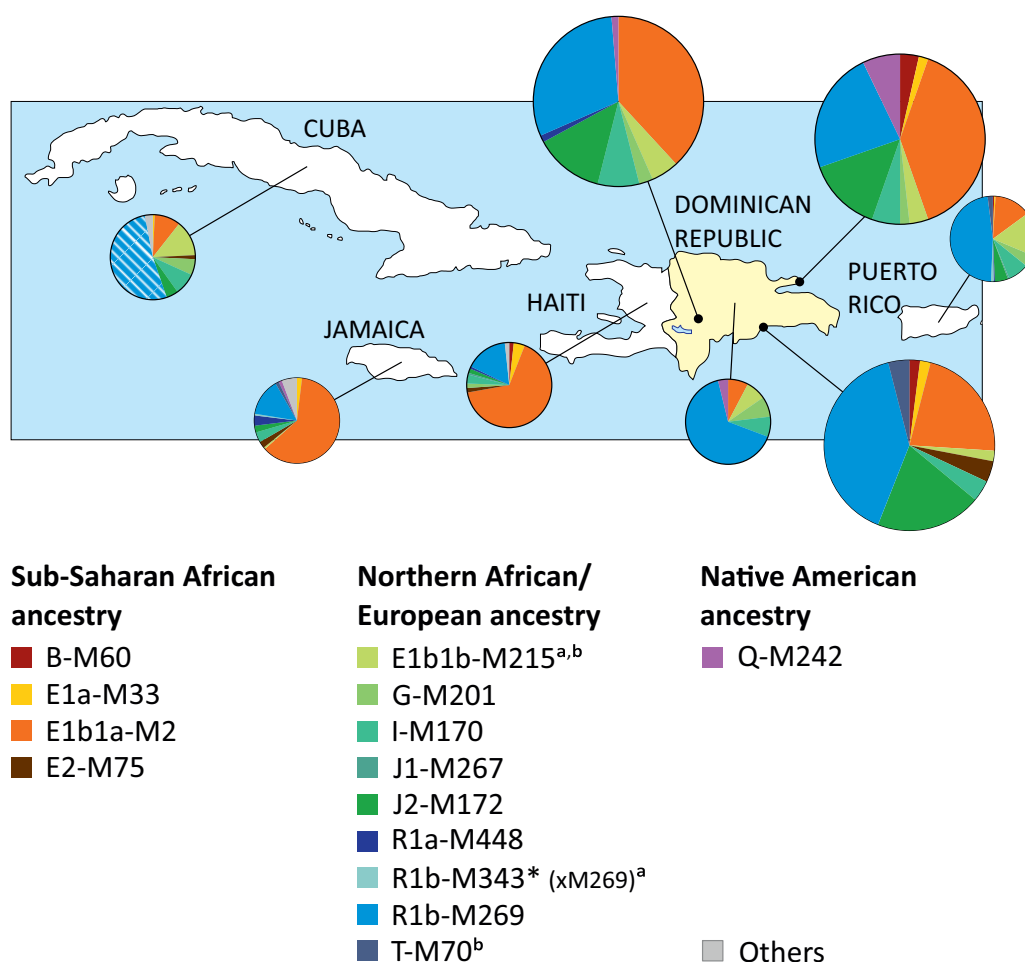 CUBA
DOMINICAN
REPUBLIC
PUERTO
RICO
HAITI
JAMAICA
Sub-Saharan African
ancestry
B-M60
E1a-M33
E1b1a-M2
E2-M75
Northern African/
European ancestry
E1b1b-M215a,b
G-M201
I-M170
J1-M267
J2-M172
R1a-M448
R1b-M343* (xM269)a
R1b-M269
T-M70b
Native American
ancestry
Q-M242
Others